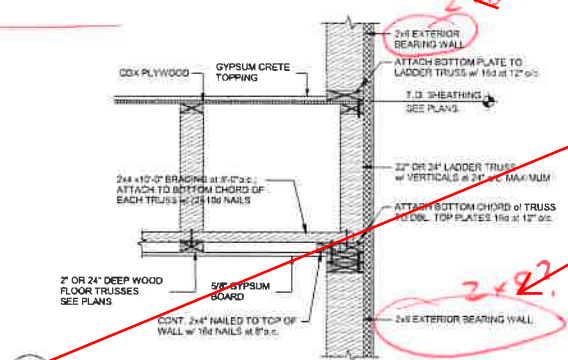 2x6 EXTERIOR
BEARING WALL
ATTACH BOTTOM PLATE TO
LADDER TRUSS w/ 16d at 12" o/c.
GYPSUM CRETE
TOPPING
CDX PLYWOOD
T.O. SHEATHING
SEE PLANS.
22" OR 24" LADDER TRUSS
w/ VERTICALS at 24" o/c MAXIMUM
2x4 x10'-0" BRACING at 8'-0"o.c.;
ATTACH TO BOTTOM CHORD OF
EACH TRUSS w/ (2) 10d NAILS
ATTACH BOTTOM CHORD of TRUSS
TO DBL. TOP PLATES 16d at 12" o/c.
2" OR 24" DEEP WOOD
FLOOR TRUSSES
SEE PLANS
5/8" GYPSUM
BOARD
2x8?
CONT. 2x4" NAILED TO TOP OF
WALL w/ 16d NAILS at 8"o.c.
2x6 EXTERIOR BEARING WALL